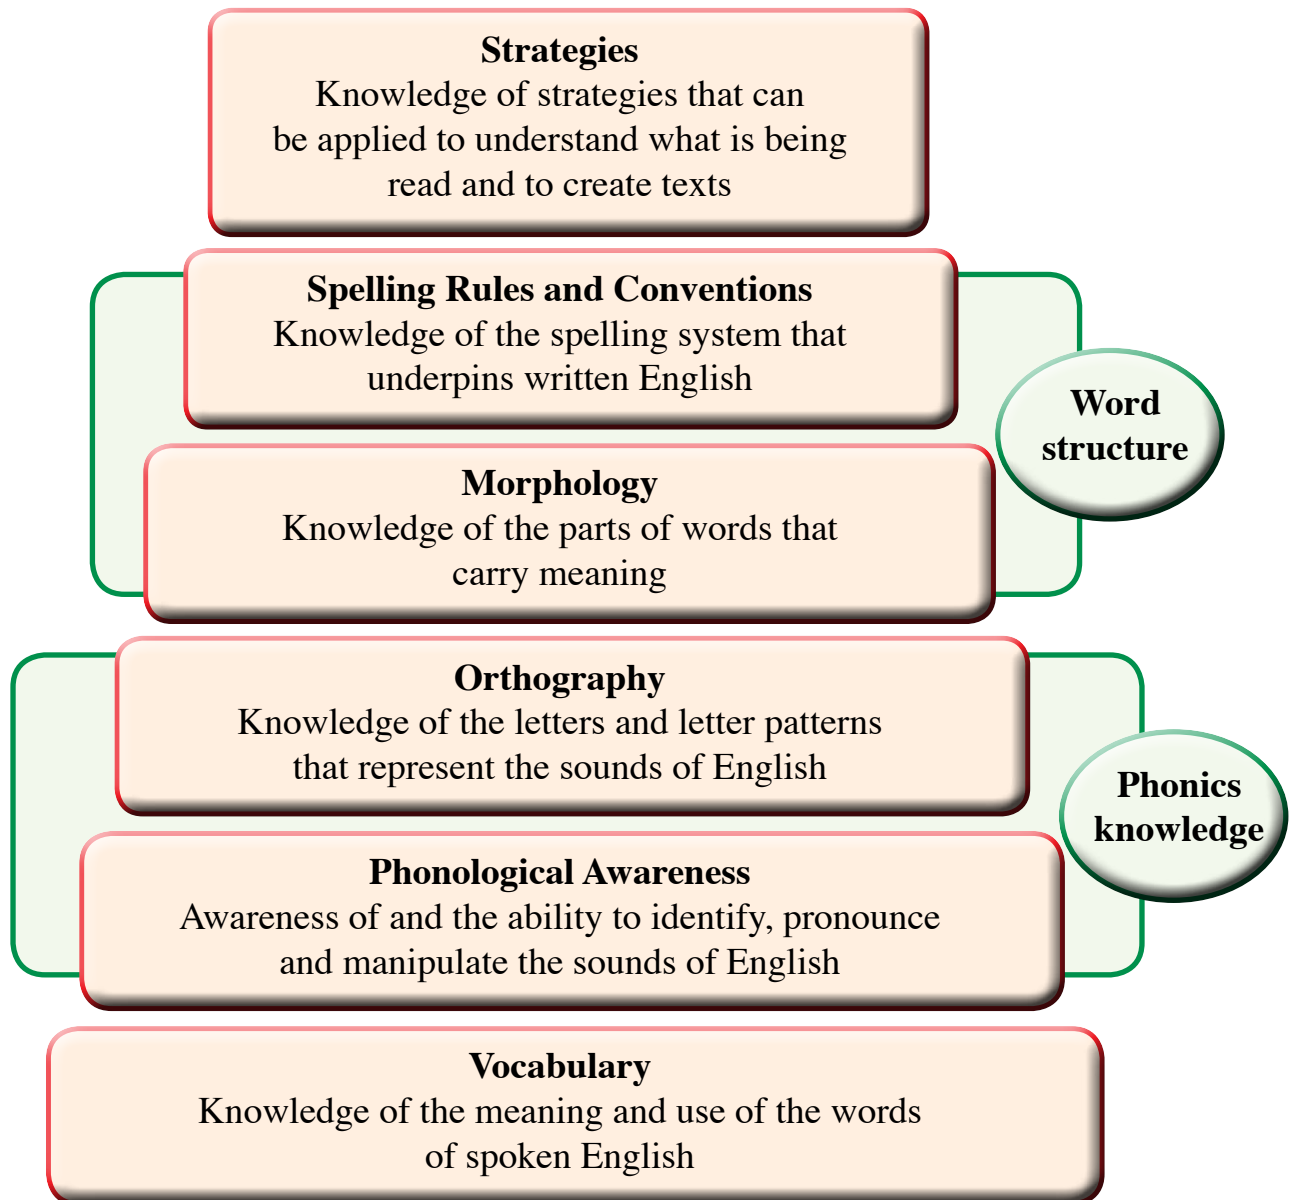 Strategies
Knowledge of strategies that can
be applied to understand what is being
read and to create texts
Spelling Rules and Conventions
Knowledge of the spelling system that
underpins written English
Word
structure
Morphology
Knowledge of the parts of words that
carry meaning
Orthography
Knowledge of the letters and letter patterns
that represent the sounds of English
Phonics
knowledge
Phonological Awareness
Awareness of and the ability to identify, pronounce
and manipulate the sounds of English
Vocabulary
Knowledge of the meaning and use of the words
of spoken English